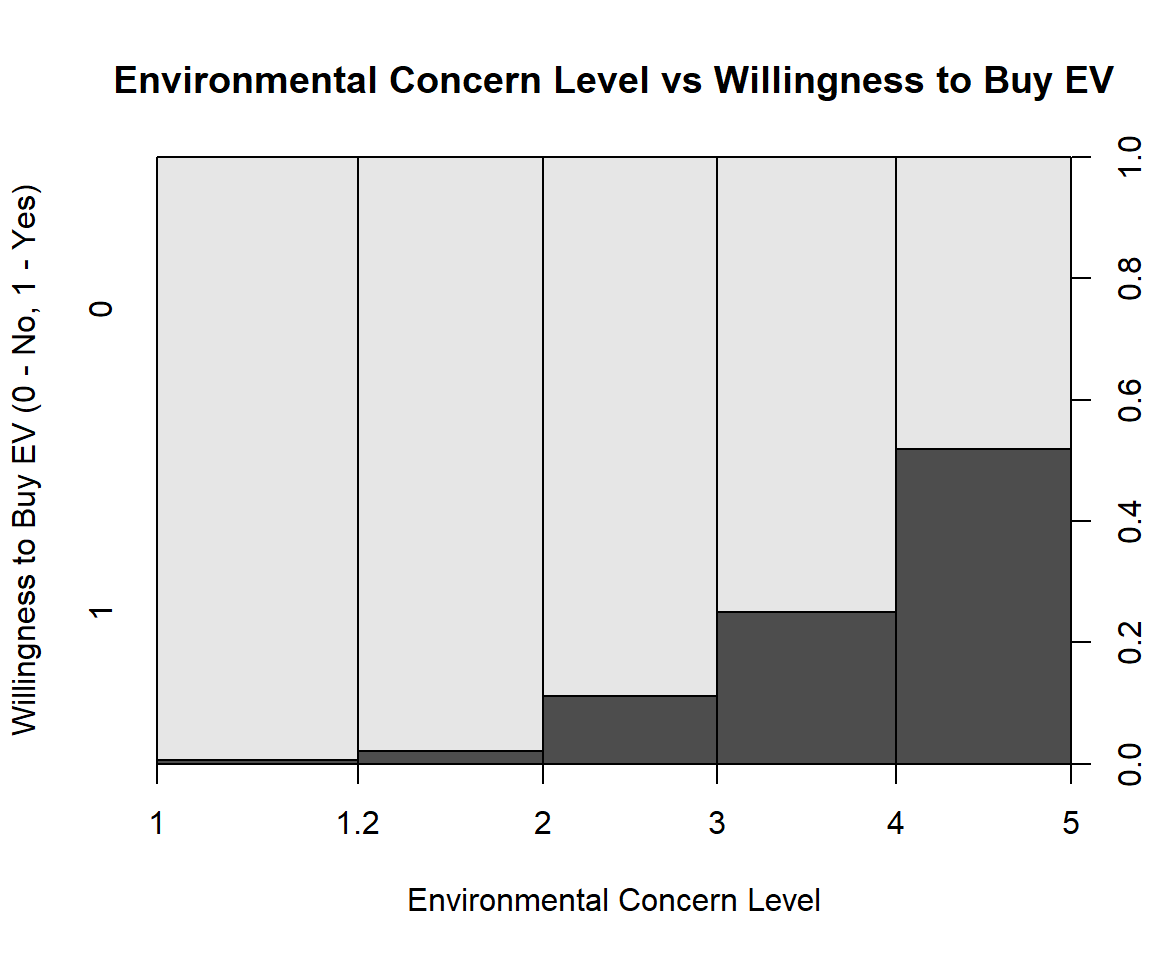 Environmental Concern Level vs Willingness to Buy EV
Willingness to Buy EV (0 - No, 1 - Yes)
0
1
1.0
0.8
0.6
0.4
0.2
0.0
1 1.2 2 3 4 5
Environmental Concern Level